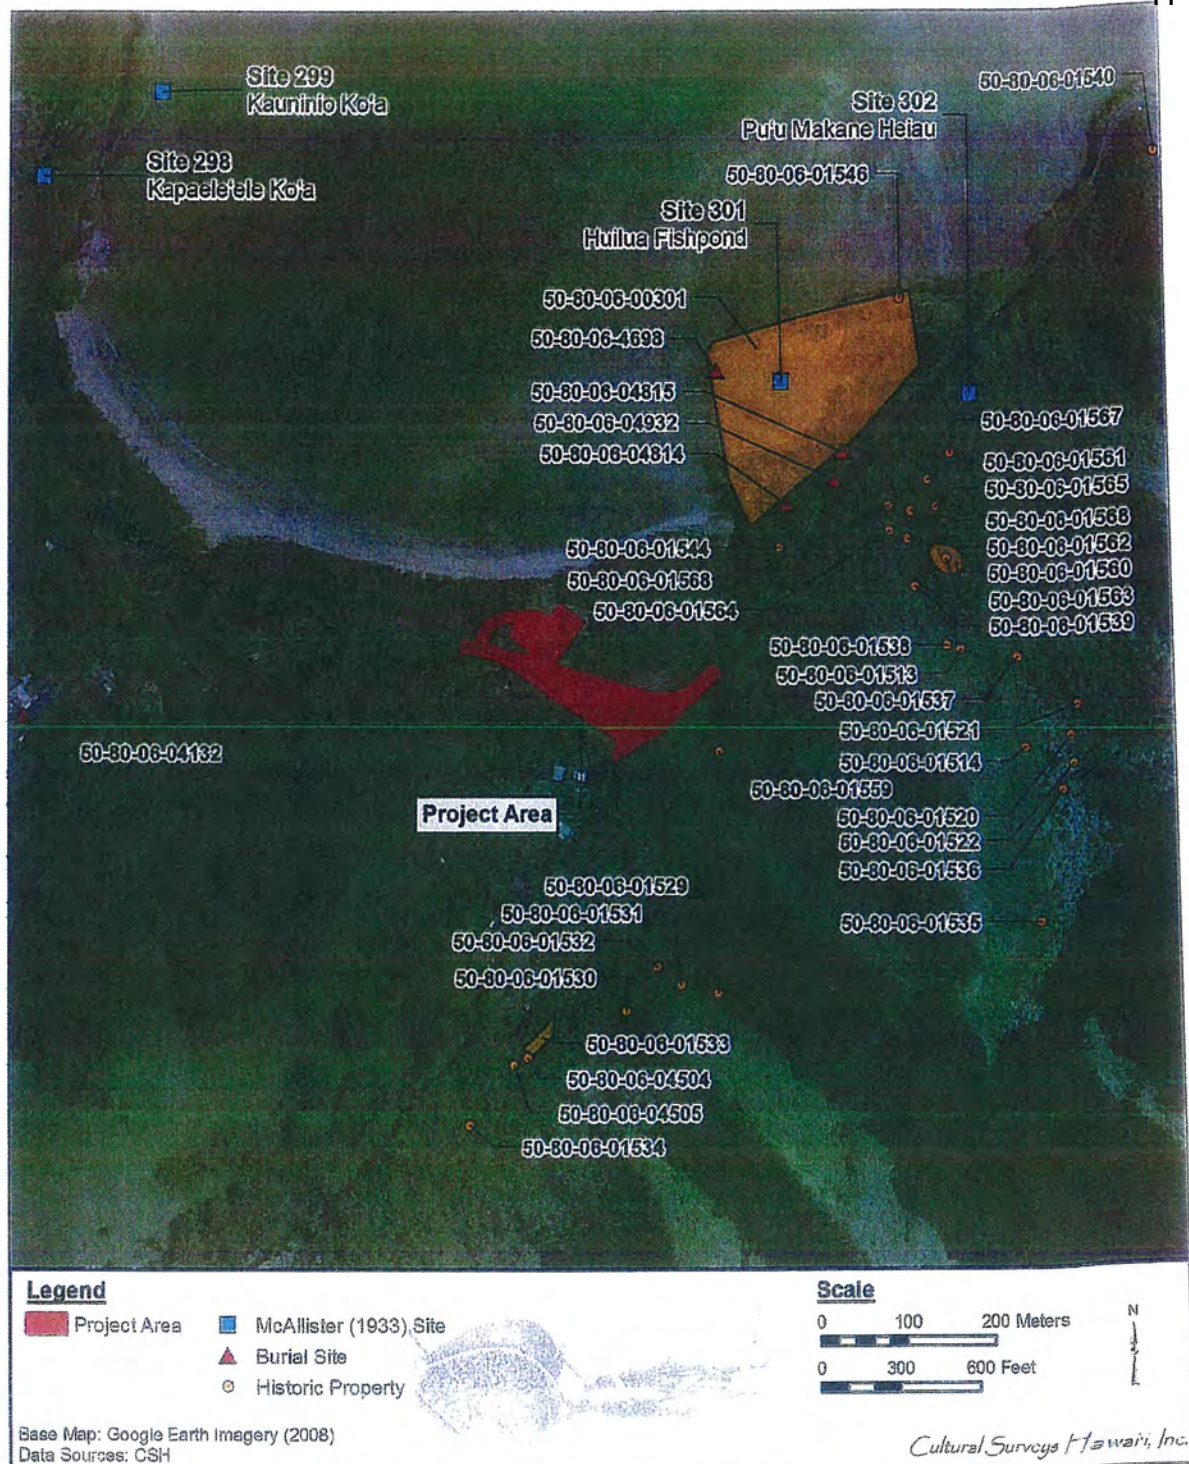 Site 299
Kauninio Ko'a
50-80-06-01540
Site 302
Pu'u Makane Heiau
Site 298
Kapaele'ele Ko'a
50-80-06-01546
Site 301
Huilua Fishpond
50-80-06-00301
50-80-06-4698
50-80-06-04815
50-80-06-04932
50-80-06-04814
50-80-06-01567
50-80-06-01561
50-80-06-01565
50-80-06-01568
50-80-06-01562
50-80-06-01560
50-80-06-01563
50-80-06-01539
50-80-06-01544
50-80-06-01568
50-80-06-01564
50-80-06-01538
50-80-06-01513
50-80-06-01537
50-80-06-01521
50-80-06-01514
50-80-06-01559
50-80-06-01520
50-80-06-01522
50-80-06-01536
50-80-06-01535
50-80-06-04132
Project Area
50-80-06-01529
50-80-06-01531
50-80-06-01532
50-80-06-01530
50-80-06-01533
50-80-06-04504
50-80-06-04505
50-80-06-01534
Legend
Project Area
McAllister (1933) Site
Burial Site
Historic Property
Scale
0 100 200 Meters
0 300 600 Feet
N
Base Map: Google Earth Imagery (2008)
Data Sources: CSH
Cultural Surveys Hawai'i, Inc.